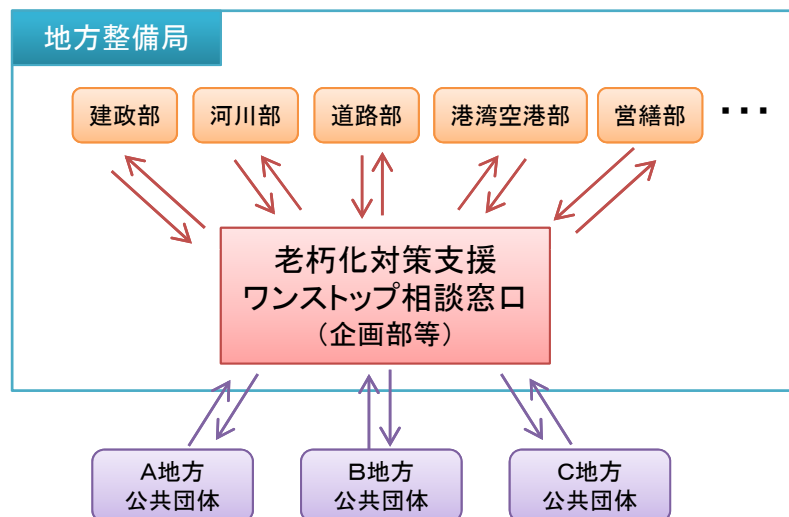 地方整備局
建政部
河川部
道路部
港湾空港部
営繕部
・・・
老朽化対策支援
ワンストップ相談窓口
（企画部等）
A地方
公共団体
B地方
公共団体
C地方
公共団体